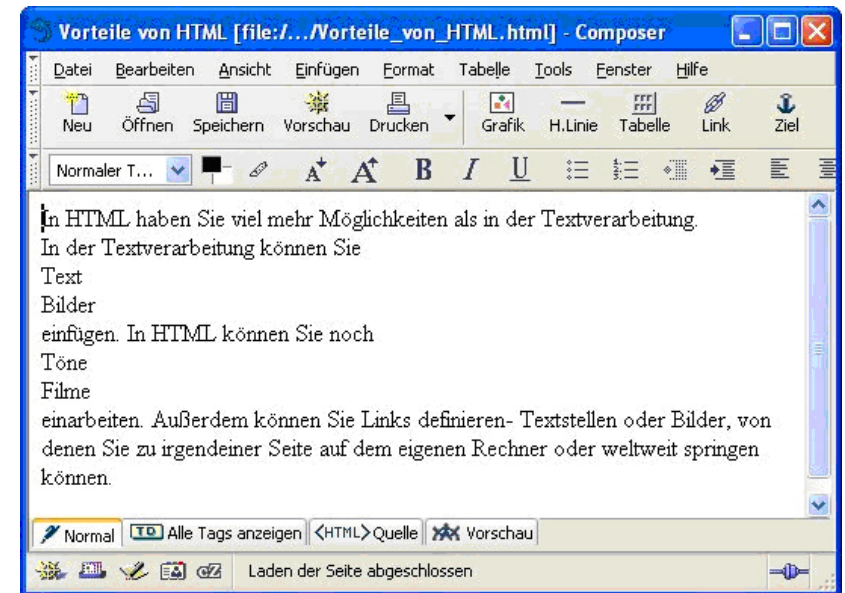 Vorteile von HTML [file:/.../Vorteile_von_HTML.html] - Composer
Datei Bearbeiten Ansicht Einfügen Format Tabelle Tools Fenster Hilfe
Neu Öffnen Speichern Vorschau Drucken Grafik H.Linie Tabelle Link Ziel
Normaler T... A A B I U
In HTML haben Sie viel mehr Möglichkeiten als in der Textverarbeitung.
In der Textverarbeitung können Sie
Text
Bilder
einfügen. In HTML können Sie noch
Töne
Filme
einarbeiten. Außerdem können Sie Links definieren- Textstellen oder Bilder, von
denen Sie zu irgendeiner Seite auf dem eigenen Rechner oder weltweit springen
können.
Normal TD Alle Tags anzeigen <HTML> Quelle Vorschau
cZ Laden der Seite abgeschlossen